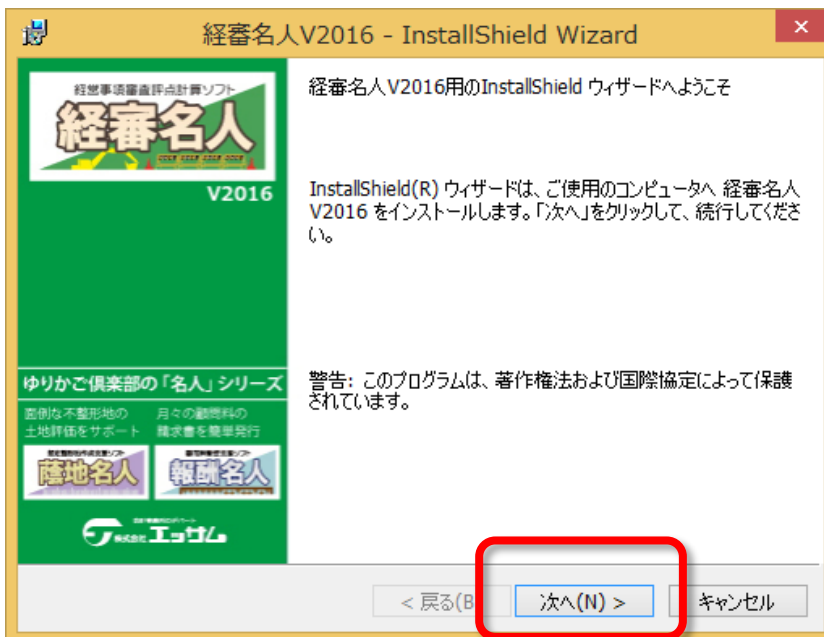 経審名人V2016 - InstallShield Wizard
経営事項審査評点計算ソフト
経審名人
V2016
経審名人V2016用のInstallShield ウィザードへようこそ
InstallShield(R) ウィザードは、ご使用のコンピュータへ 経審名人
V2016 をインストールします。「次へ」をクリックして、続行してくださ
い。
警告: このプログラムは、著作権法および国際協定によって保護
されています。
ゆりかご倶楽部の「名人」シリーズ
面倒な不整形地の
土地評価をサポート
月々の顧問料の
請求書を簡単発行
蔭地名人
報酬名人
株式会社エッサム
< 戻る(B
次へ(N) >
キャンセル